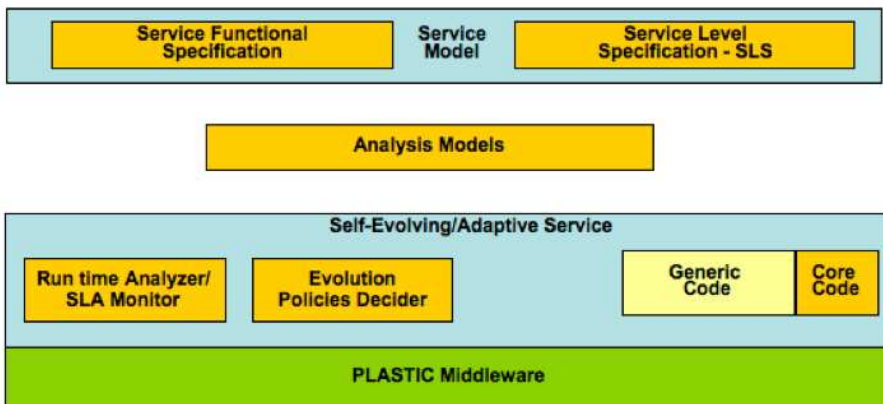 Service Functional
Specification
Service
Model
Service Level
Specification - SLS
Analysis Models
Self-Evolving/Adaptive Service
Run time Analyzer/
SLA Monitor
Evolution
Policies Decider
Generic
Code
Core
Code
PLASTIC Middleware